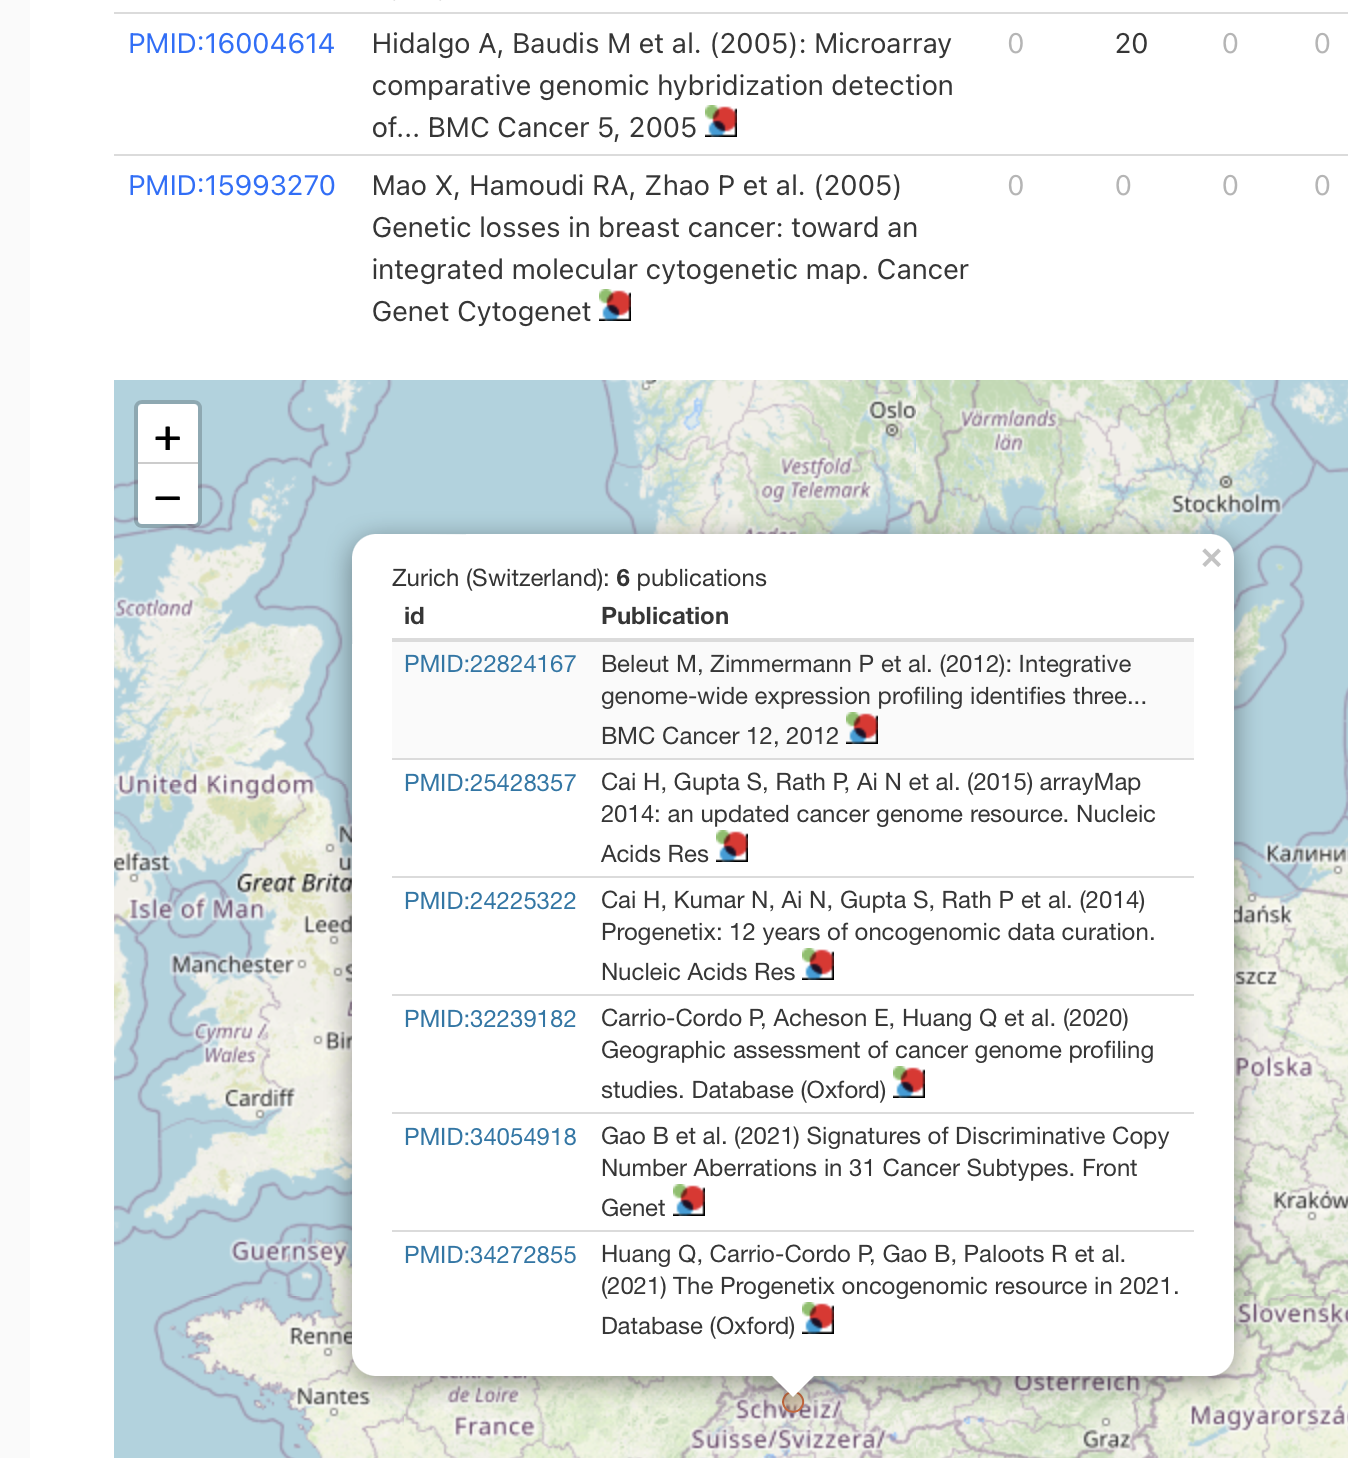 PMID:16004614 Hidalgo A, Baudis M et al. (2005): Microarray 0 20 0 0
comparative genomic hybridization detection
of... BMC Cancer 5, 2005
PMID:15993270 Mao X, Hamoudi RA, Zhao P et al. (2005) 0 0 0 0
Genetic losses in breast cancer: toward an
integrated molecular cytogenetic map. Cancer
Genet Cytogenet
+
−
Oslo
Värmlands
län
Vestfold
og Telemark
Stockholm
Zurich (Switzerland): 6 publications
×
id Publication
PMID:22824167 Beleut M, Zimmermann P et al. (2012): Integrative
genome-wide expression profiling identifies three...
BMC Cancer 12, 2012
PMID:25428357 Cai H, Gupta S, Rath P, Ai N et al. (2015) arrayMap
2014: an updated cancer genome resource. Nucleic
Acids Res
PMID:24225322 Cai H, Kumar N, Ai N, Gupta S, Rath P et al. (2014)
Progenetix: 12 years of oncogenomic data curation.
Nucleic Acids Res
PMID:32239182 Carrio-Cordo P, Acheson E, Huang Q et al. (2020)
Geographic assessment of cancer genome profiling
studies. Database (Oxford)
PMID:34054918 Gao B et al. (2021) Signatures of Discriminative Copy
Number Aberrations in 31 Cancer Subtypes. Front
Genet
PMID:34272855 Huang Q, Carrio-Cordo P, Gao B, Paloots R et al.
(2021) The Progenetix oncogenomic resource in 2021.
Database (Oxford)
Scotland
United Kingdom
elfast
Great Brita
Isle of Man
Leed
Manchester
Cymru /
Wales
Bir
Cardiff
Guernsey
Renne
Nantes
de Loire
France
Schweiz/
Suisse/Svizzera/
Österreich
Graz
Magyarorszá
Slovensk
Kraków
Polska
szcz
dańsk
Калини